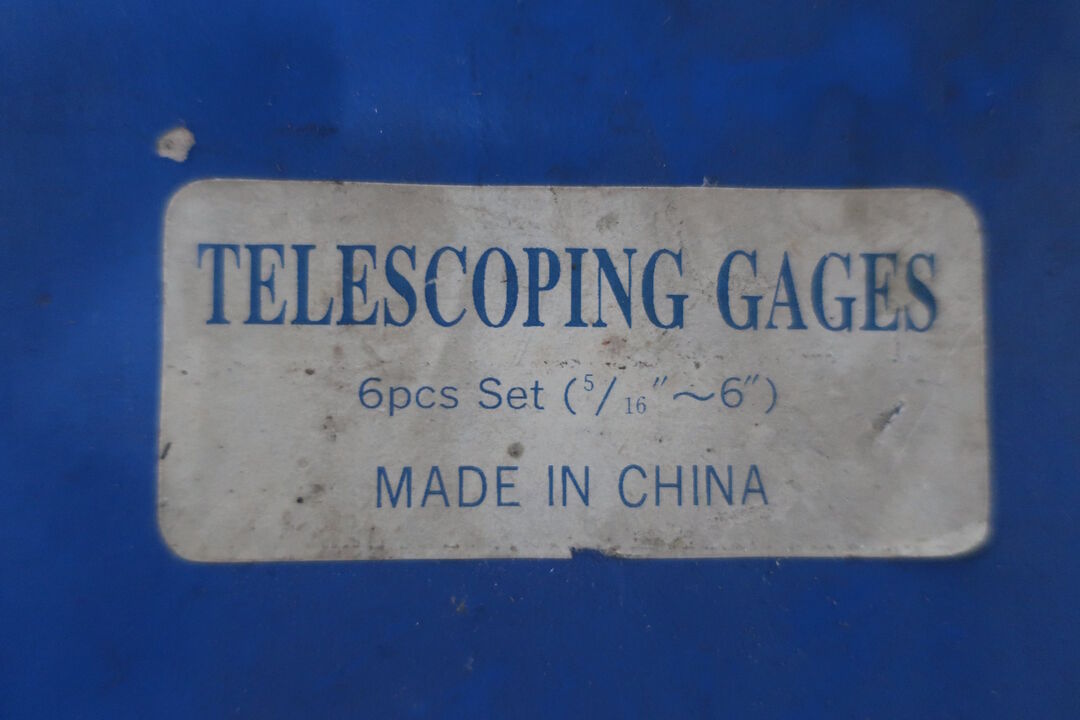 TELESCOPING GAGES
6pcs Set (5/16″～6″)
MADE IN CHINA